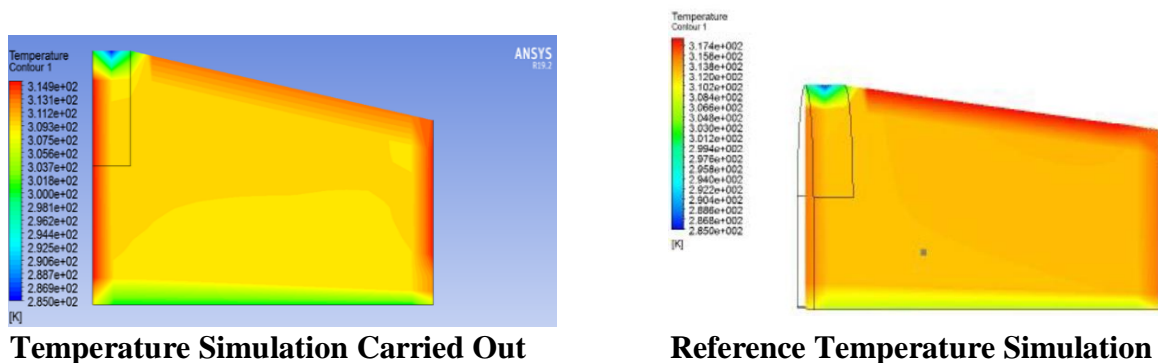 Temperature
Contour 1
3.149e+02
3.131e+02
3.112e+02
3.093e+02
3.075e+02
3.056e+02
3.037e+02
3.018e+02
3.000e+02
2.981e+02
2.962e+02
2.944e+02
2.925e+02
2.906e+02
2.887e+02
2.869e+02
2.850e+02
[K]
ANSYS
R19.2
Temperature
Contour 1
3.174e+002
3.156e+002
3.138e+002
3.120e+002
3.102e+002
3.084e+002
3.066e+002
3.048e+002
3.030e+002
3.012e+002
2.994e+002
2.976e+002
2.958e+002
2.940e+002
2.922e+002
2.904e+002
2.886e+002
2.868e+002
2.850e+002
[K]
Temperature Simulation Carried Out
Reference Temperature Simulation